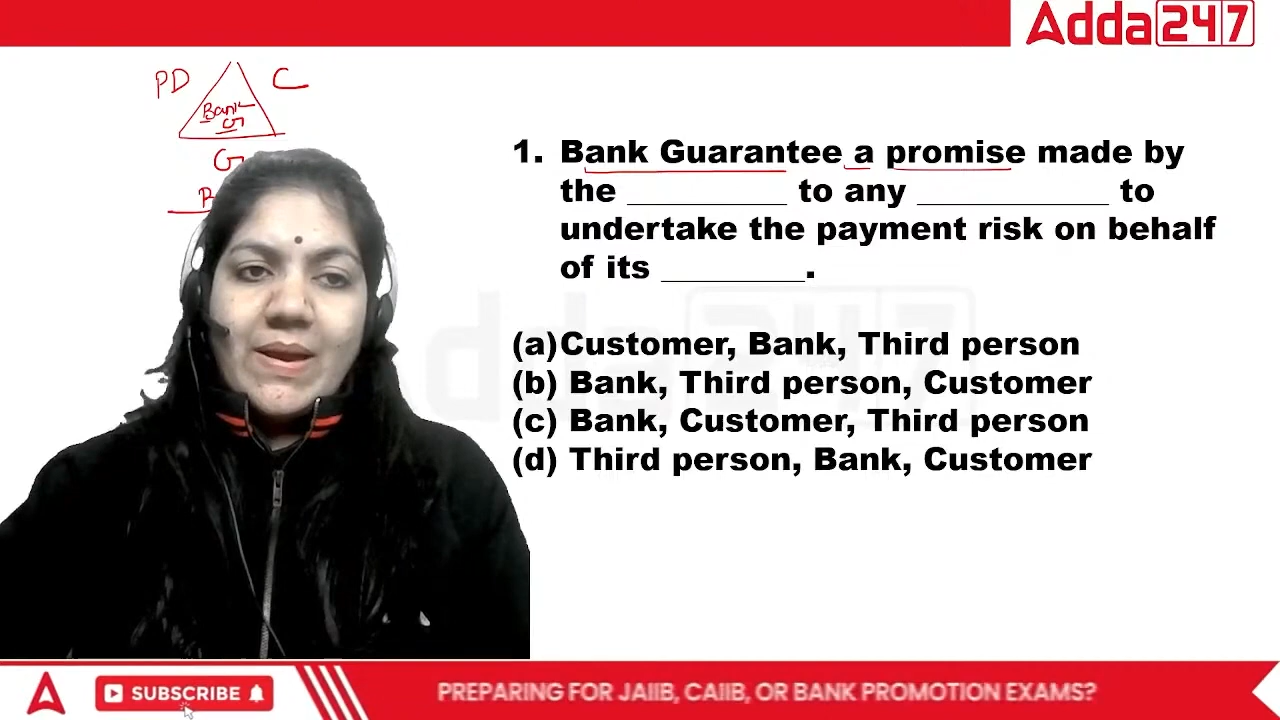 Adda247
PD
C
Bank
G
G
1. Bank Guarantee a promise made by
the __________ to any ____________ to
undertake the payment risk on behalf
of its _________.
(a)Customer, Bank, Third person
(b) Bank, Third person, Customer
(c) Bank, Customer, Third person
(d) Third person, Bank, Customer
SUBSCRIBE
PREPARING FOR JAIIB, CAIIB, OR BANK PROMOTION EXAMS?